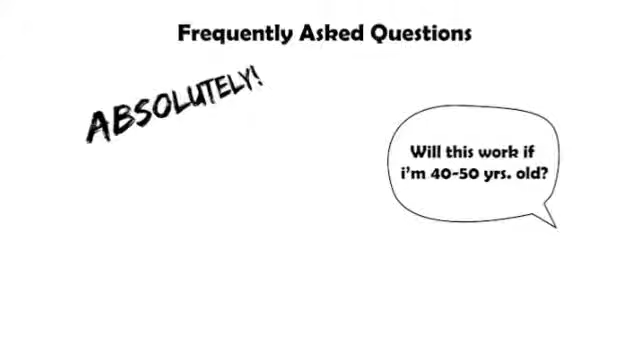 Frequently Asked Questions
ABSOLUTELY!
Will this work if
i'm 40-50 yrs. old?